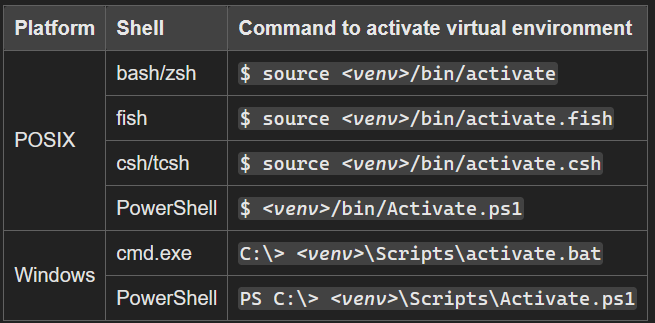 Platform Shell Command to activate virtual environment
POSIX
bash/zsh $ source <venv>/bin/activate
fish $ source <venv>/bin/activate.fish
csh/tcsh $ source <venv>/bin/activate.csh
PowerShell $ <venv>/bin/Activate.ps1
Windows
cmd.exe C:\> <venv>\Scripts\activate.bat
PowerShell PS C:\> <venv>\Scripts\Activate.ps1